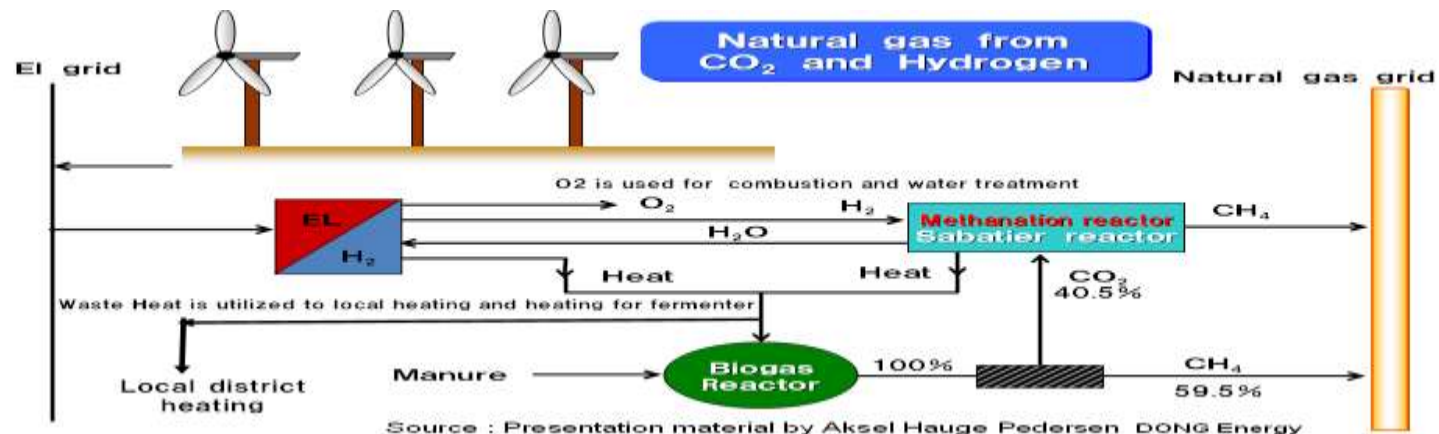 Natural gas from
CO₂ and Hydrogen
El grid
Natural gas grid
O2 is used for combustion and water treatment
EL
H₂
O₂
H₂
H₂O
Methanation reactor
Sabatier reactor
CH₄
Heat
Heat
CO₂
40.5%
Waste Heat is utilized to local heating and heating for fermenter
Local district
heating
Manure
Biogas
Reactor
100%
CH₄
59.5%
Source : Presentation material by Aksel Hauge Pedersen DONG Energy